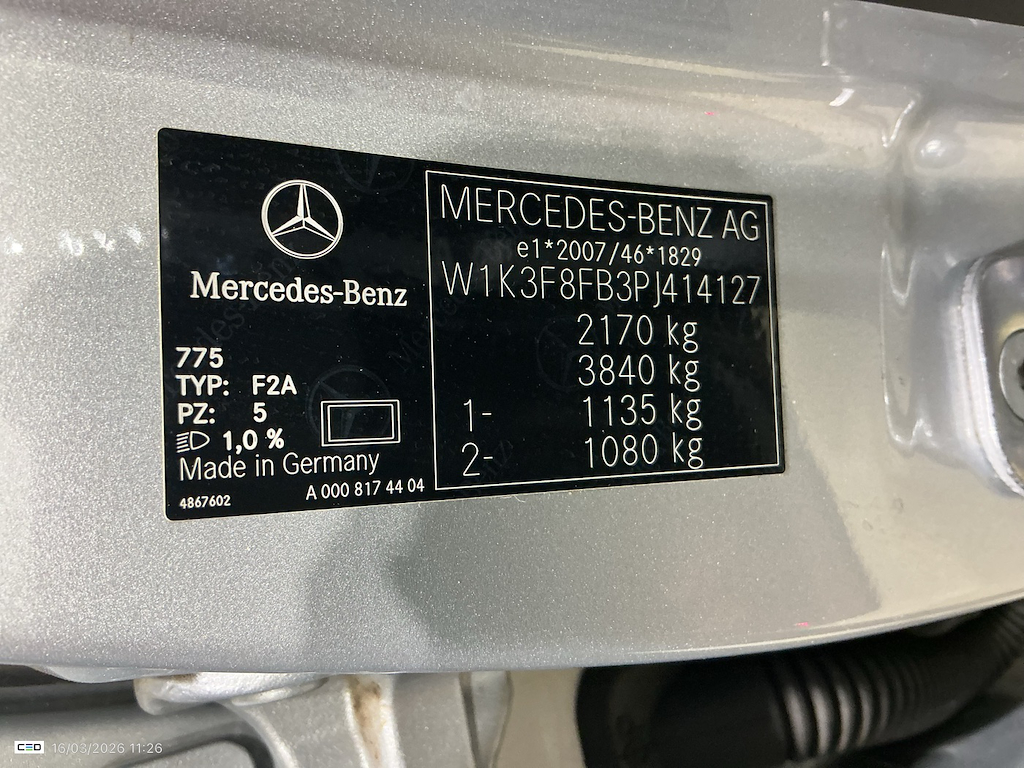 Mercedes-Benz
775
TYP: F2A
PZ: 5
1,0 %
Made in Germany
4867602
A 000 817 44 04
MERCEDES-BENZ AG
e1*2007/46*1829
W1K3F8FB3PJ414127
2170 kg
3840 kg
1- 1135 kg
2- 1080 kg
CEO 16/03/2026 11:26